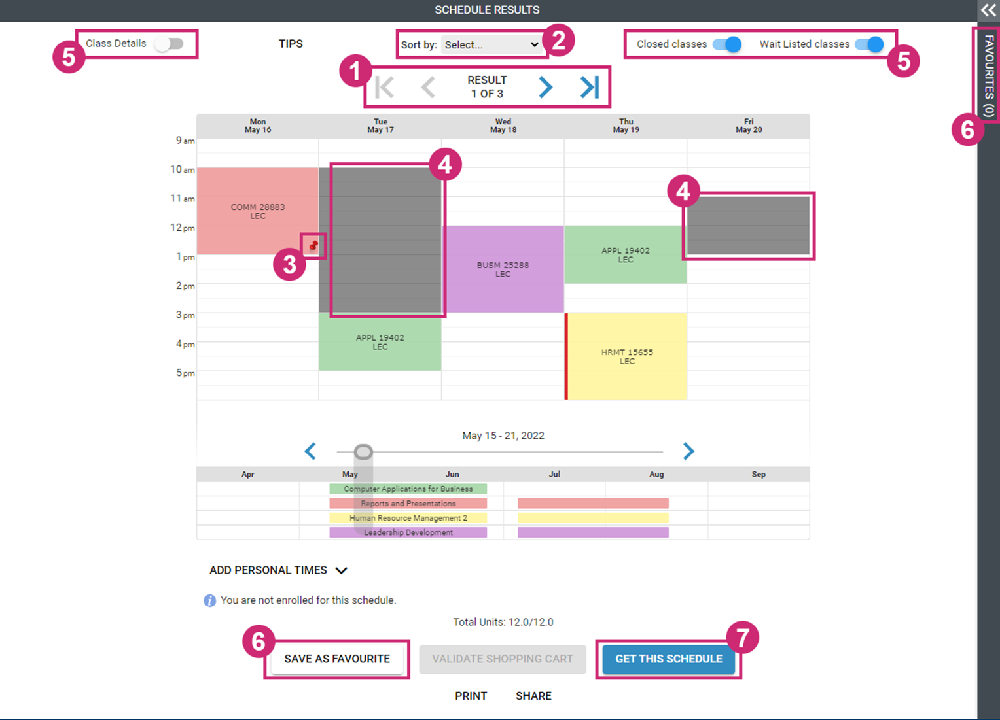 SCHEDULE RESULTS
5
Class Details
TIPS
Sort by: Select...
2
Closed classes
Wait Listed classes
5
FAVOURITES (0)
6
1
RESULT
1 OF 3
Mon
May 16
Tue
May 17
Wed
May 18
Thu
May 19
Fri
May 20
9 am
10 am
11 am
12 pm
1 pm
2 pm
3 pm
4 pm
5 pm
COMM 28883
LEC
3
4
4
BUSM 25288
LEC
APPL 19402
LEC
APPL 19402
LEC
HRMT 15655
LEC
May 15 - 21, 2022
Apr May Jun Jul Aug Sep
Computer Applications for Business
Reports and Presentations
Human Resource Management 2
Leadership Development
ADD PERSONAL TIMES
i You are not enrolled for this schedule.
Total Units: 12.0/12.0
6
SAVE AS FAVOURITE
VALIDATE SHOPPING CART
GET THIS SCHEDULE
7
PRINT
SHARE